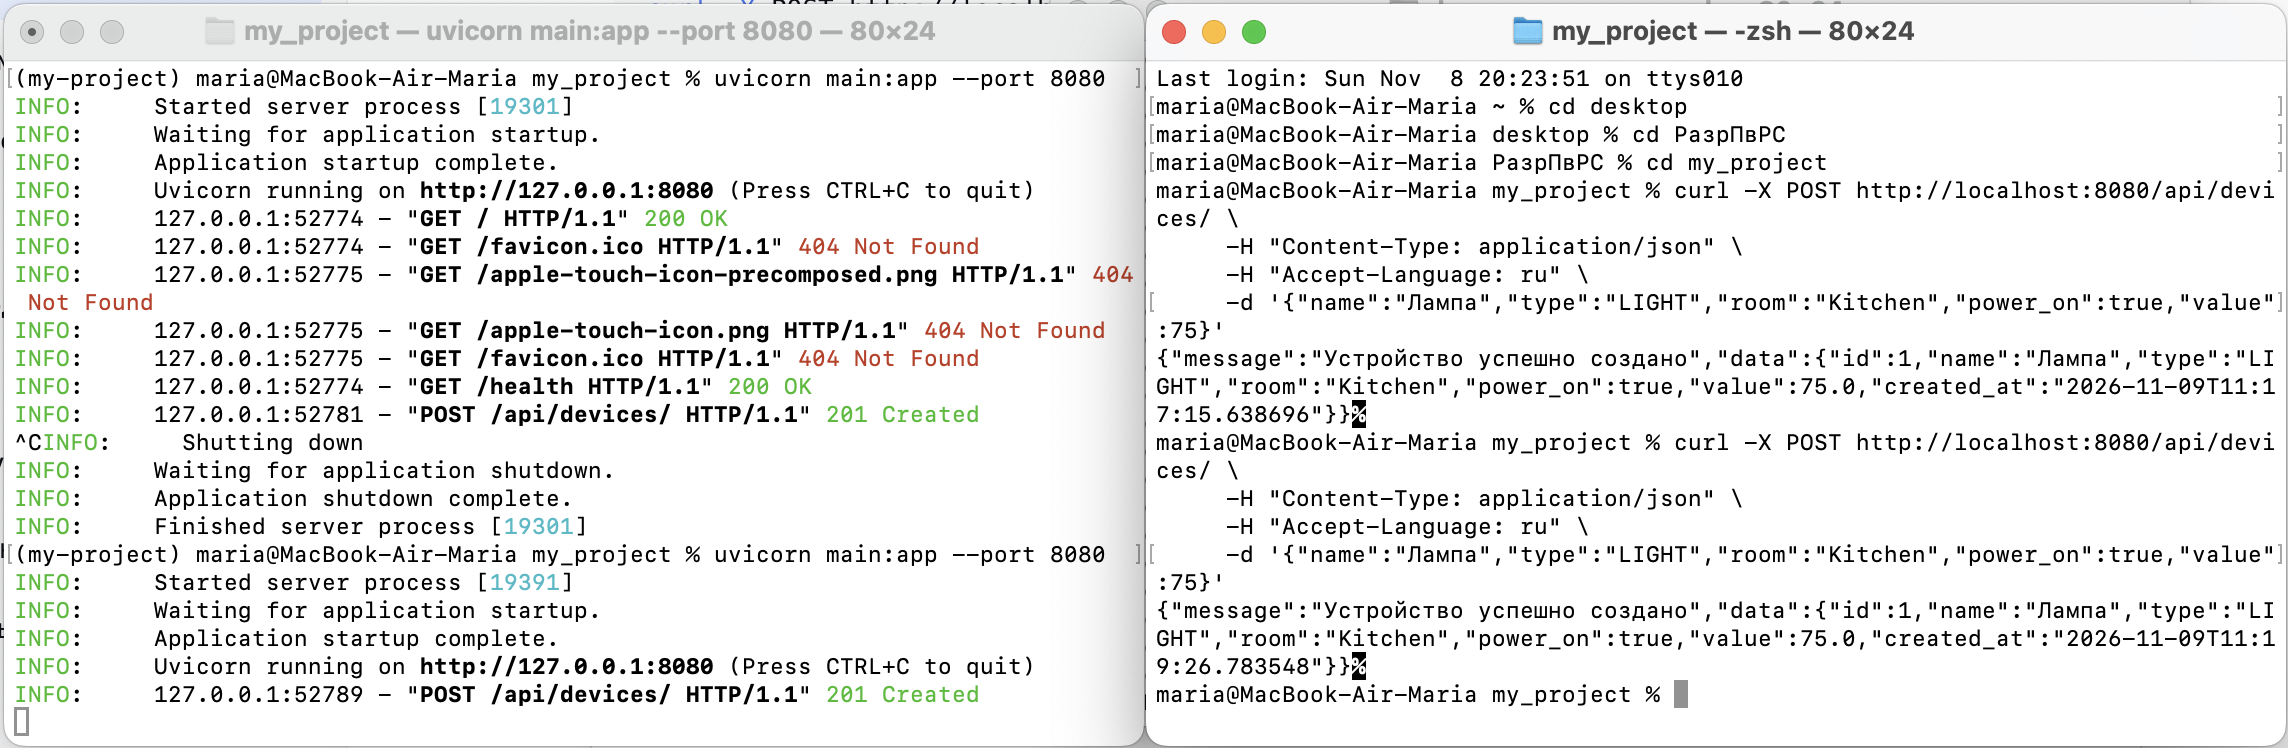 my_project — uvicorn main:app --port 8080 — 80×24
(my-project) maria@MacBook-Air-Maria my_project % uvicorn main:app --port 8080
INFO:     Started server process [19301]
INFO:     Waiting for application startup.
INFO:     Application startup complete.
INFO:     Uvicorn running on http://127.0.0.1:8080 (Press CTRL+C to quit)
INFO:     127.0.0.1:52774 - "GET / HTTP/1.1" 200 OK
INFO:     127.0.0.1:52774 - "GET /favicon.ico HTTP/1.1" 404 Not Found
INFO:     127.0.0.1:52775 - "GET /apple-touch-icon-precomposed.png HTTP/1.1" 404
 Not Found
INFO:     127.0.0.1:52775 - "GET /apple-touch-icon.png HTTP/1.1" 404 Not Found
INFO:     127.0.0.1:52775 - "GET /favicon.ico HTTP/1.1" 404 Not Found
INFO:     127.0.0.1:52774 - "GET /health HTTP/1.1" 200 OK
INFO:     127.0.0.1:52781 - "POST /api/devices/ HTTP/1.1" 201 Created
^CINFO:     Shutting down
INFO:     Waiting for application shutdown.
INFO:     Application shutdown complete.
INFO:     Finished server process [19301]
(my-project) maria@MacBook-Air-Maria my_project % uvicorn main:app --port 8080
INFO:     Started server process [19391]
INFO:     Waiting for application startup.
INFO:     Application startup complete.
INFO:     Uvicorn running on http://127.0.0.1:8080 (Press CTRL+C to quit)
INFO:     127.0.0.1:52789 - "POST /api/devices/ HTTP/1.1" 201 Created
my_project — -zsh — 80×24
Last login: Sun Nov  8 20:23:51 on ttys010
maria@MacBook-Air-Maria ~ % cd desktop
maria@MacBook-Air-Maria desktop % cd РазрПвРС
maria@MacBook-Air-Maria РазрПвРС % cd my_project
maria@MacBook-Air-Maria my_project % curl -X POST http://localhost:8080/api/devi
ces/ \
     -H "Content-Type: application/json" \
     -H "Accept-Language: ru" \
     -d '{"name":"Лампа","type":"LIGHT","room":"Kitchen","power_on":true,"value"
:75}'
{"message":"Устройство успешно создано","data":{"id":1,"name":"Лампа","type":"LI
GHT","room":"Kitchen","power_on":true,"value":75.0,"created_at":"2026-11-09T11:1
7:15.638696"}}%
maria@MacBook-Air-Maria my_project % curl -X POST http://localhost:8080/api/devi
ces/ \
     -H "Content-Type: application/json" \
     -H "Accept-Language: ru" \
     -d '{"name":"Лампа","type":"LIGHT","room":"Kitchen","power_on":true,"value"
:75}'
{"message":"Устройство успешно создано","data":{"id":1,"name":"Лампа","type":"LI
GHT","room":"Kitchen","power_on":true,"value":75.0,"created_at":"2026-11-09T11:1
9:26.783548"}}%
maria@MacBook-Air-Maria my_project %